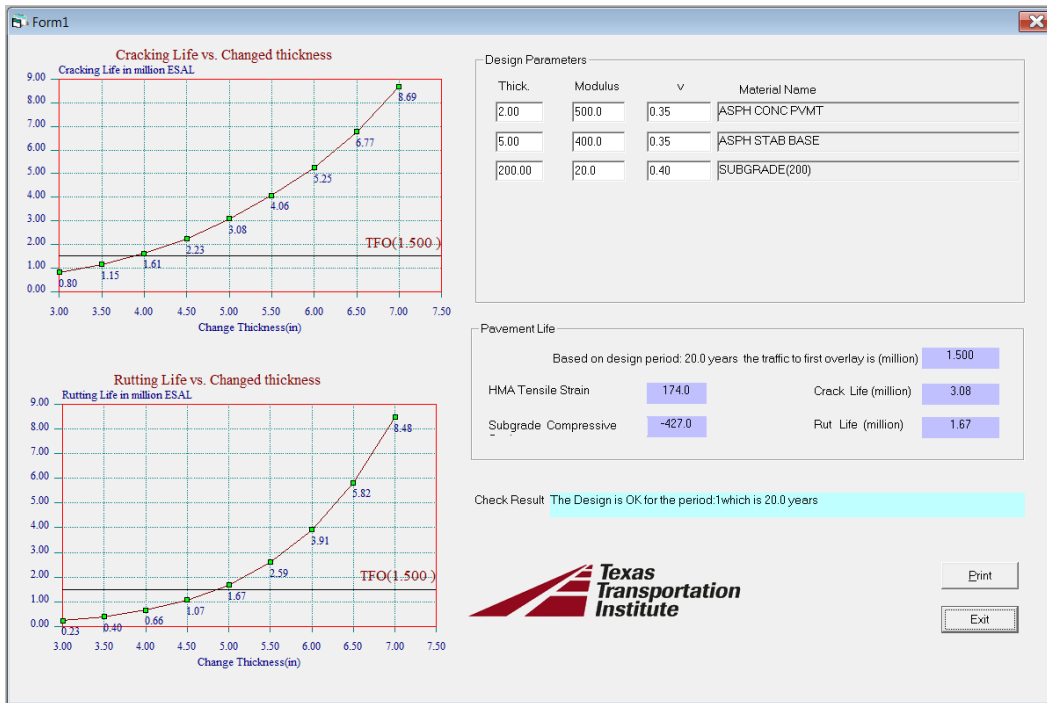 Form1
Cracking Life vs. Changed thickness
Cracking Life in million ESAL
9.00
8.00
7.00
6.00
5.00
4.00
3.00
2.00
1.00
0.00
0.80
1.15
1.61
2.23
3.08
4.06
5.25
6.77
8.69
TFO(1.500 )
3.00 3.50 4.00 4.50 5.00 5.50 6.00 6.50 7.00 7.50
Change Thickness(in)
Rutting Life vs. Changed thickness
Rutting Life in million ESAL
9.00
8.00
7.00
6.00
5.00
4.00
3.00
2.00
1.00
0.00
0.23
0.40
0.66
1.07
1.67
2.59
3.91
5.82
8.48
TFO(1.500 )
3.00 3.50 4.00 4.50 5.00 5.50 6.00 6.50 7.00 7.50
Change Thickness(in)
Design Parameters
Thick. Modulus v Material Name
2.00 500.0 0.35 ASPH CONC PVMT
5.00 400.0 0.35 ASPH STAB BASE
200.00 20.0 0.40 SUBGRADE(200)
Pavement Life
Based on design period: 20.0 years the traffic to first overlay is (million) 1.500
HMA Tensile Strain 174.0 Crack Life (million) 3.08
Subgrade Compressive -427.0 Rut Life (million) 1.67
Check Result The Design is OK for the period:1which is 20.0 years
Texas
Transportation
Institute
Print
Exit